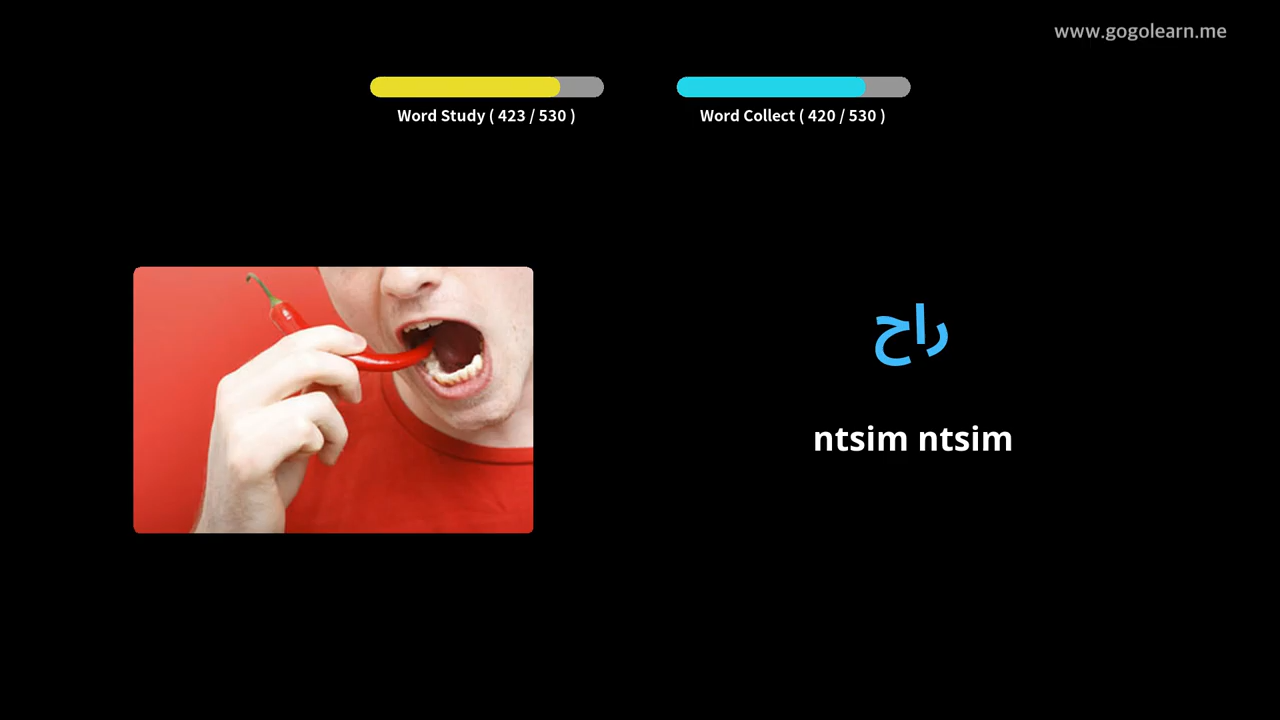 www.gogolearn.me
Word Study ( 423 / 530 )
Word Collect ( 420 / 530 )
راح
ntsim ntsim